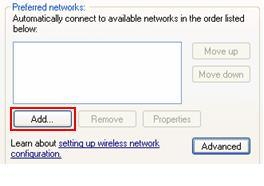 Preferred networks:
Automatically connect to available networks in the order listed
below:
Move up
Move down
Add...
Remove
Properties
Learn about setting up wireless network
configuration.
Advanced